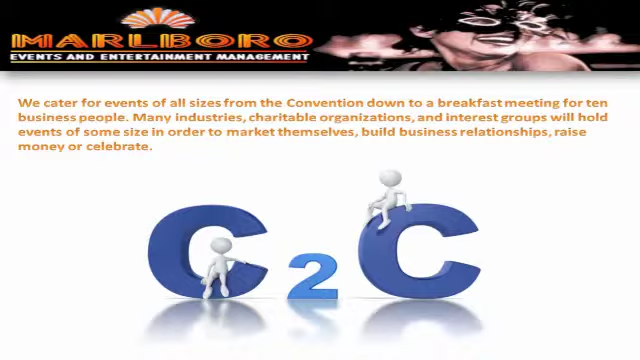 MARLBORO
EVENTS AND ENTERTAINMENT MANAGEMENT
We cater for events of all sizes from the Convention down to a breakfast meeting for ten
business people. Many industries, charitable organizations, and interest groups will hold
events of some size in order to market themselves, build business relationships, raise
money or celebrate.
C 2 C